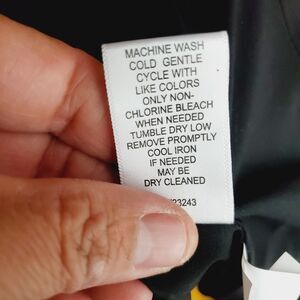 MACHINE WASH
COLD GENTLE
CYCLE WITH
LIKE COLORS
ONLY NON-
CHLORINE BLEACH
WHEN NEEDED
TUMBLE DRY LOW
REMOVE PROMPTLY
COOL IRON
IF NEEDED
MAY BE
DRY CLEANED
23243